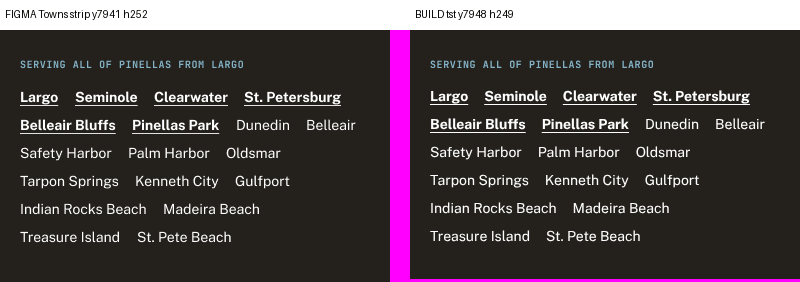 FIGMA Towns strip y7941 h252
SERVING ALL OF PINELLAS FROM LARGO
Largo Seminole Clearwater St. Petersburg
Belleair Bluffs Pinellas Park Dunedin Belleair
Safety Harbor Palm Harbor Oldsmar
Tarpon Springs Kenneth City Gulfport
Indian Rocks Beach Madeira Beach
Treasure Island St. Pete Beach
BUILD tst y7948 h249
SERVING ALL OF PINELLAS FROM LARGO
Largo Seminole Clearwater St. Petersburg
Belleair Bluffs Pinellas Park Dunedin Belleair
Safety Harbor Palm Harbor Oldsmar
Tarpon Springs Kenneth City Gulfport
Indian Rocks Beach Madeira Beach
Treasure Island St. Pete Beach